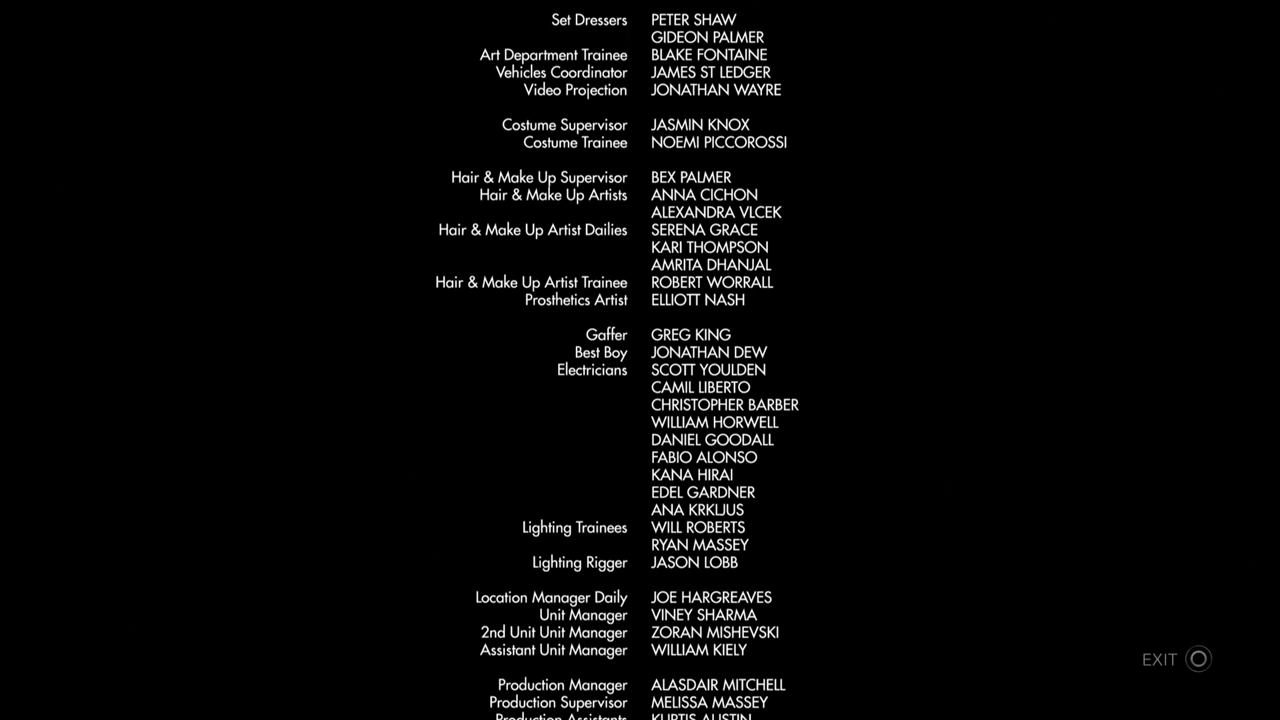 Set Dressers PETER SHAW
GIDEON PALMER
Art Department Trainee BLAKE FONTAINE
Vehicles Coordinator JAMES ST LEDGER
Video Projection JONATHAN WAYRE
Costume Supervisor JASMIN KNOX
Costume Trainee NOEMI PICCOROSSI
Hair & Make Up Supervisor BEX PALMER
Hair & Make Up Artists ANNA CICHON
ALEXANDRA VLCEK
Hair & Make Up Artist Dailies SERENA GRACE
KARI THOMPSON
AMRITA DHANJAL
Hair & Make Up Artist Trainee ROBERT WORRALL
Prosthetics Artist ELLIOTT NASH
Gaffer GREG KING
Best Boy JONATHAN DEW
Electricians SCOTT YOULDEN
CAMIL LIBERTO
CHRISTOPHER BARBER
WILLIAM HORWELL
DANIEL GOODALL
FABIO ALONSO
KANA HIRAI
EDEL GARDNER
ANA KRKLJUS
Lighting Trainees WILL ROBERTS
RYAN MASSEY
Lighting Rigger JASON LOBB
Location Manager Daily JOE HARGREAVES
Unit Manager VINEY SHARMA
2nd Unit Unit Manager ZORAN MISHEVSKI
Assistant Unit Manager WILLIAM KIELY
EXIT
Production Manager ALASDAIR MITCHELL
Production Supervisor MELISSA MASSEY
Production Assistants KURTIS AUSTIN